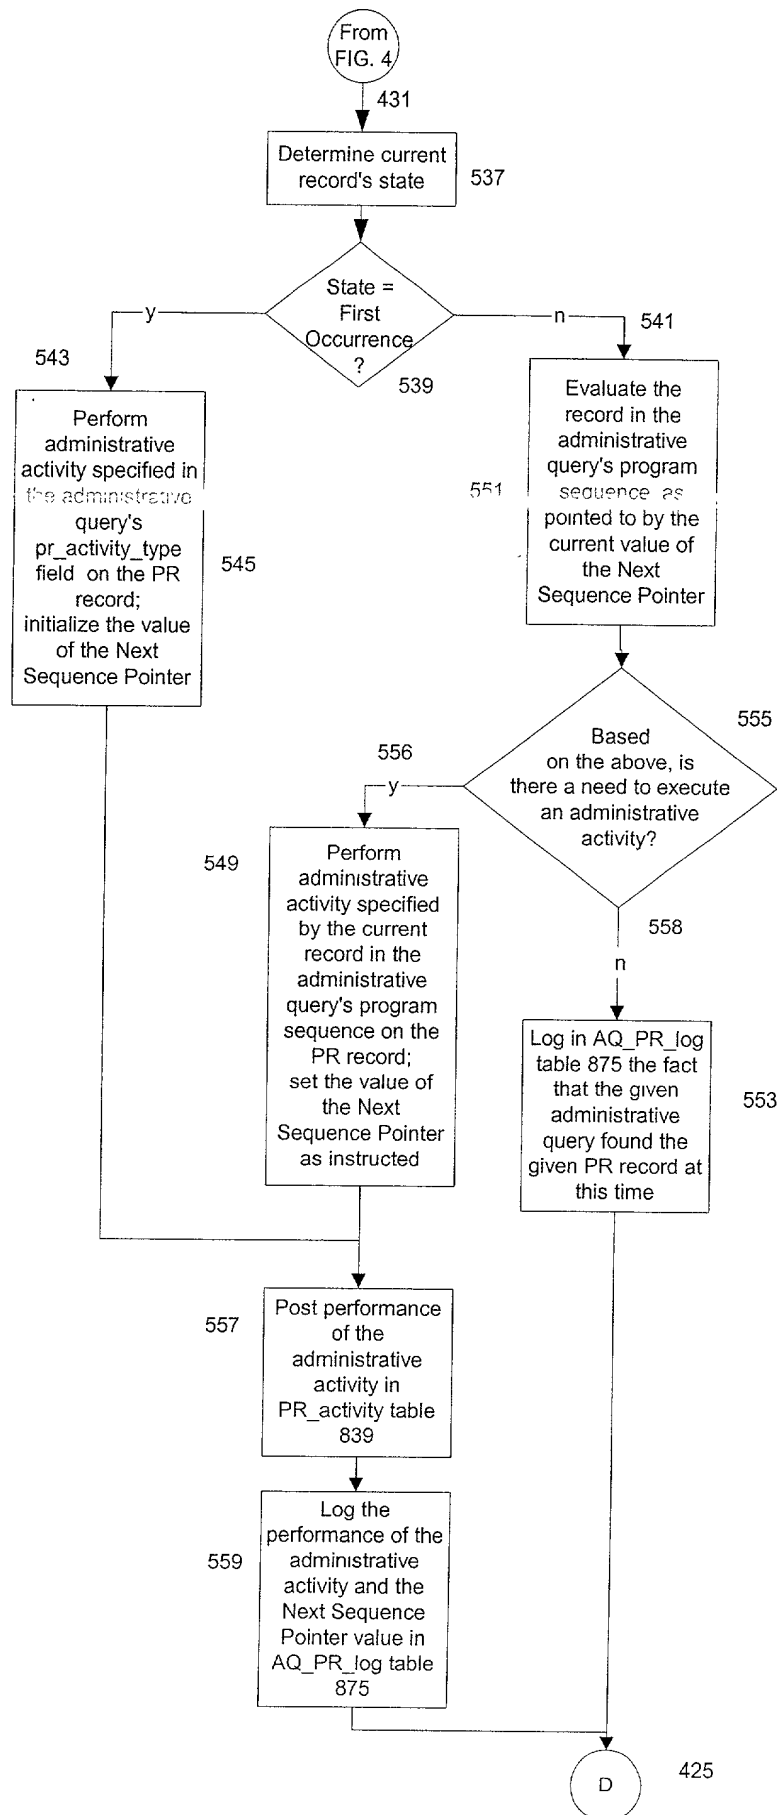 From
FIG. 4
431
Determine current
record's state
537
State =
First
Occurrence
?
539
y
n
541
543
Perform
administrative
activity specified in
the administrative
query's
pr_activity_type
field on the PR
record;
initialize the value
of the Next
Sequence Pointer
545
Evaluate the
record in the
administrative
query's program
sequence as
pointed to by the
current value of
the Next
Sequence Pointer
551
Based
on the above, is
there a need to execute
an administrative
activity?
555
556
y
549
Perform
administrative
activity specified
by the current
record in the
administrative
query's program
sequence on the
PR record;
set the value of
the Next
Sequence Pointer
as instructed
558
n
Log in AQ_PR_log
table 875 the fact
that the given
administrative
query found the
given PR record at
this time
553
557
Post performance
of the
administrative
activity in
PR_activity table
839
559
Log the
performance of the
administrative
activity and the
Next Sequence
Pointer value in
AQ_PR_log table
875
D
425